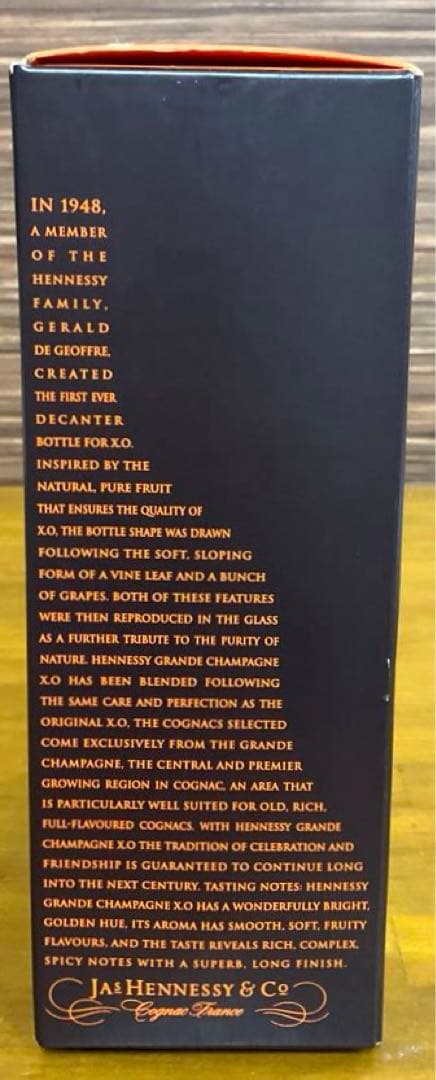 IN 1948,
A MEMBER
OF THE
HENNESSY
FAMILY,
GERALD
DE GEOFFRE,
CREATED
THE FIRST EVER
DECANTER
BOTTLE FOR X.O.
INSPIRED BY THE
NATURAL, PURE FRUIT
THAT ENSURES THE QUALITY OF
X.O, THE BOTTLE SHAPE WAS DRAWN
FOLLOWING THE SOFT, SLOPING
FORM OF A VINE LEAF AND A BUNCH
OF GRAPES. BOTH OF THESE FEATURES
WERE THEN REPRODUCED IN THE GLASS
AS A FURTHER TRIBUTE TO THE PURITY OF
NATURE. HENNESSY GRANDE CHAMPAGNE
X.O HAS BEEN BLENDED FOLLOWING
THE SAME CARE AND PERFECTION AS THE
ORIGINAL X.O, THE COGNACS SELECTED
COME EXCLUSIVELY FROM THE GRANDE
CHAMPAGNE, THE CENTRAL AND PREMIER
GROWING REGION IN COGNAC, AN AREA THAT
IS PARTICULARLY WELL SUITED FOR OLD, RICH,
FULL-FLAVOURED COGNACS. WITH HENNESSY GRANDE
CHAMPAGNE X.O THE TRADITION OF CELEBRATION AND
FRIENDSHIP IS GUARANTEED TO CONTINUE LONG
INTO THE NEXT CENTURY. TASTING NOTES: HENNESSY
GRANDE CHAMPAGNE X.O HAS A WONDERFULLY BRIGHT,
GOLDEN HUE, ITS AROMA HAS SMOOTH, SOFT, FRUITY
FLAVOURS, AND THE TASTE REVEALS RICH, COMPLEX,
SPICY NOTES WITH A SUPERB, LONG FINISH.
JAS HENNESSY & CO
Cognac France